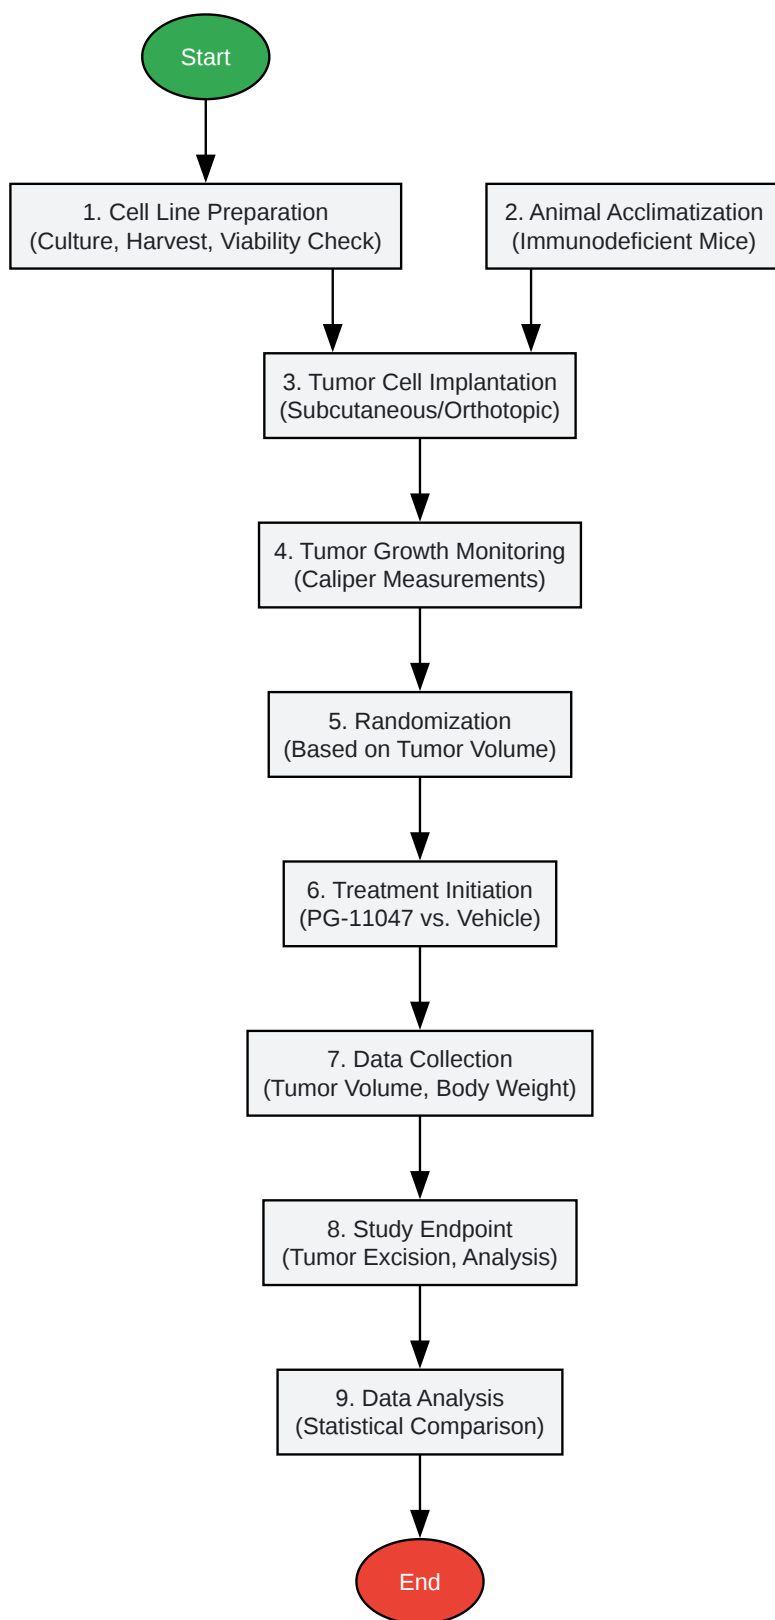 Start
1. Cell Line Preparation
(Culture, Harvest, Viability Check)
2. Animal Acclimatization
(Immunodeficient Mice)
3. Tumor Cell Implantation
(Subcutaneous/Orthotopic)
4. Tumor Growth Monitoring
(Caliper Measurements)
5. Randomization
(Based on Tumor Volume)
6. Treatment Initiation
(PG-11047 vs. Vehicle)
7. Data Collection
(Tumor Volume, Body Weight)
8. Study Endpoint
(Tumor Excision, Analysis)
9. Data Analysis
(Statistical Comparison)
End